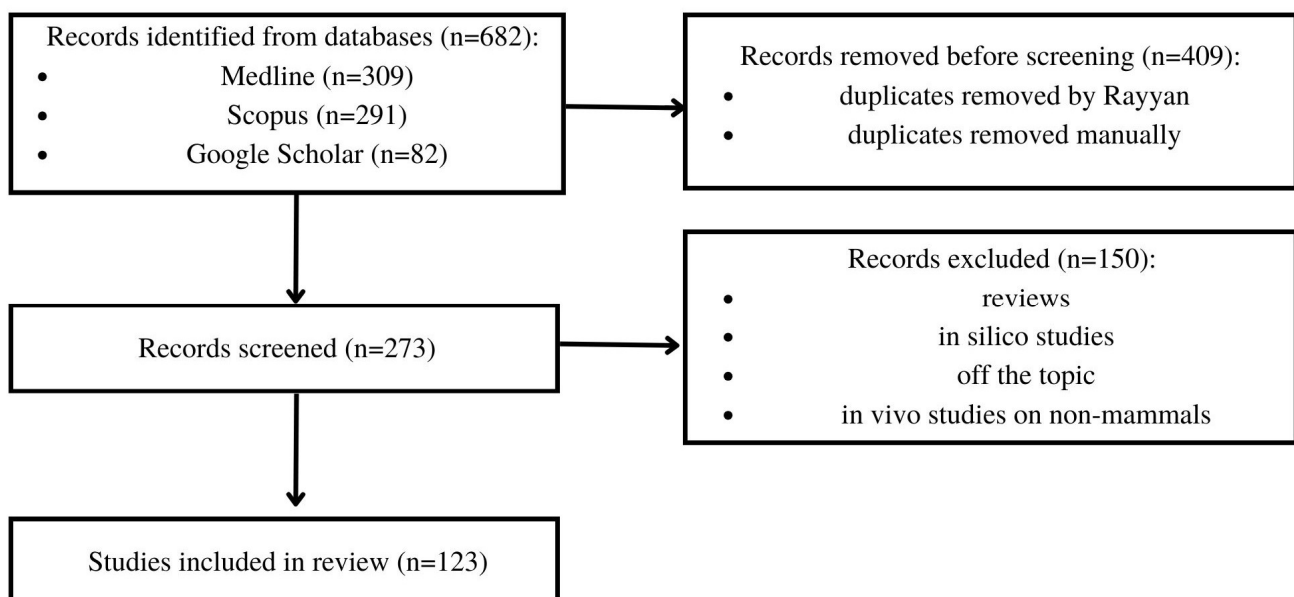 Records identified from databases (n=682):
• Medline (n=309)
• Scopus (n=291)
• Google Scholar (n=82)
Records removed before screening (n=409):
• duplicates removed by Rayyan
• duplicates removed manually
Records screened (n=273)
Records excluded (n=150):
• reviews
• in silico studies
• off the topic
• in vivo studies on non-mammals
Studies included in review (n=123)